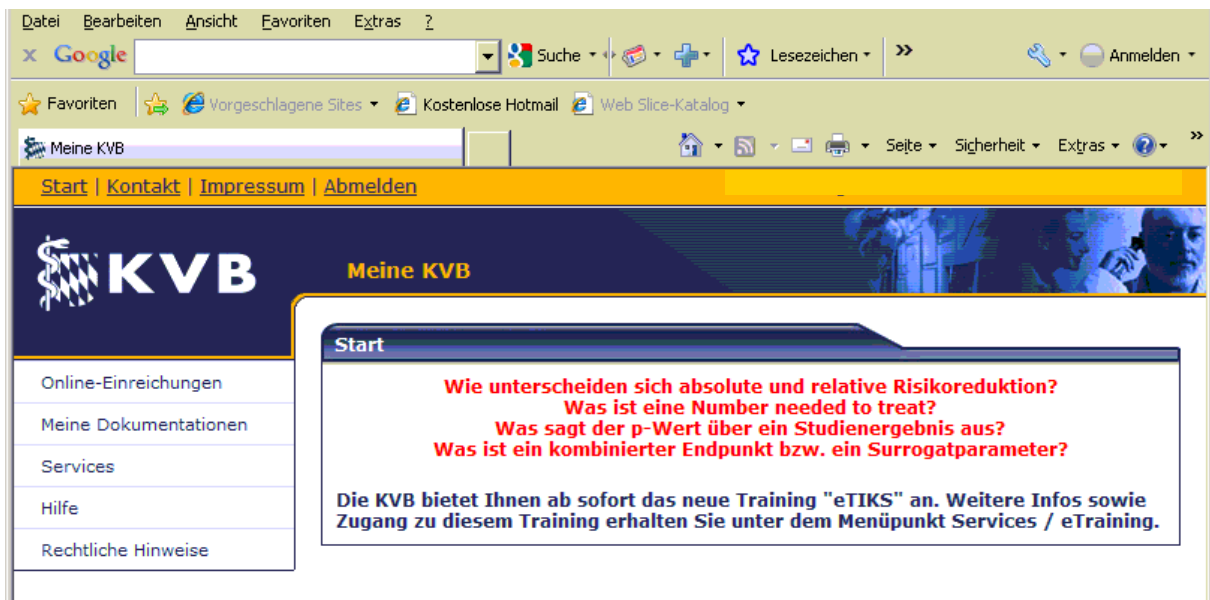 Datei Bearbeiten Ansicht Favoriten Extras ?
x Google Suche Lesezeichen » Anmelden
Favoriten Vorgeschlagene Sites Kostenlose Hotmail Web Slice-Katalog
Meine KVB Seite Sicherheit Extras ? »
Start | Kontakt | Impressum | Abmelden
KVB Meine KVB
Start
Online-Einreichungen
Meine Dokumentationen
Services
Hilfe
Rechtliche Hinweise
Wie unterscheiden sich absolute und relative Risikoreduktion?
Was ist eine Number needed to treat?
Was sagt der p-Wert über ein Studienergebnis aus?
Was ist ein kombinierter Endpunkt bzw. ein Surrogatparameter?
Die KVB bietet Ihnen ab sofort das neue Training "eTIKS" an. Weitere Infos sowie
Zugang zu diesem Training erhalten Sie unter dem Menüpunkt Services / eTraining.